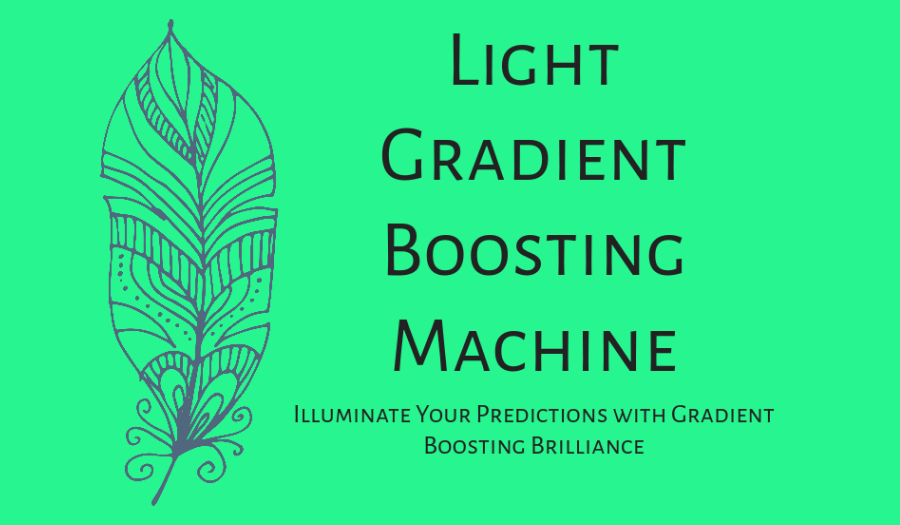 Light
Gradient
Boosting
Machine
Illuminate Your Predictions with Gradient
Boosting Brilliance